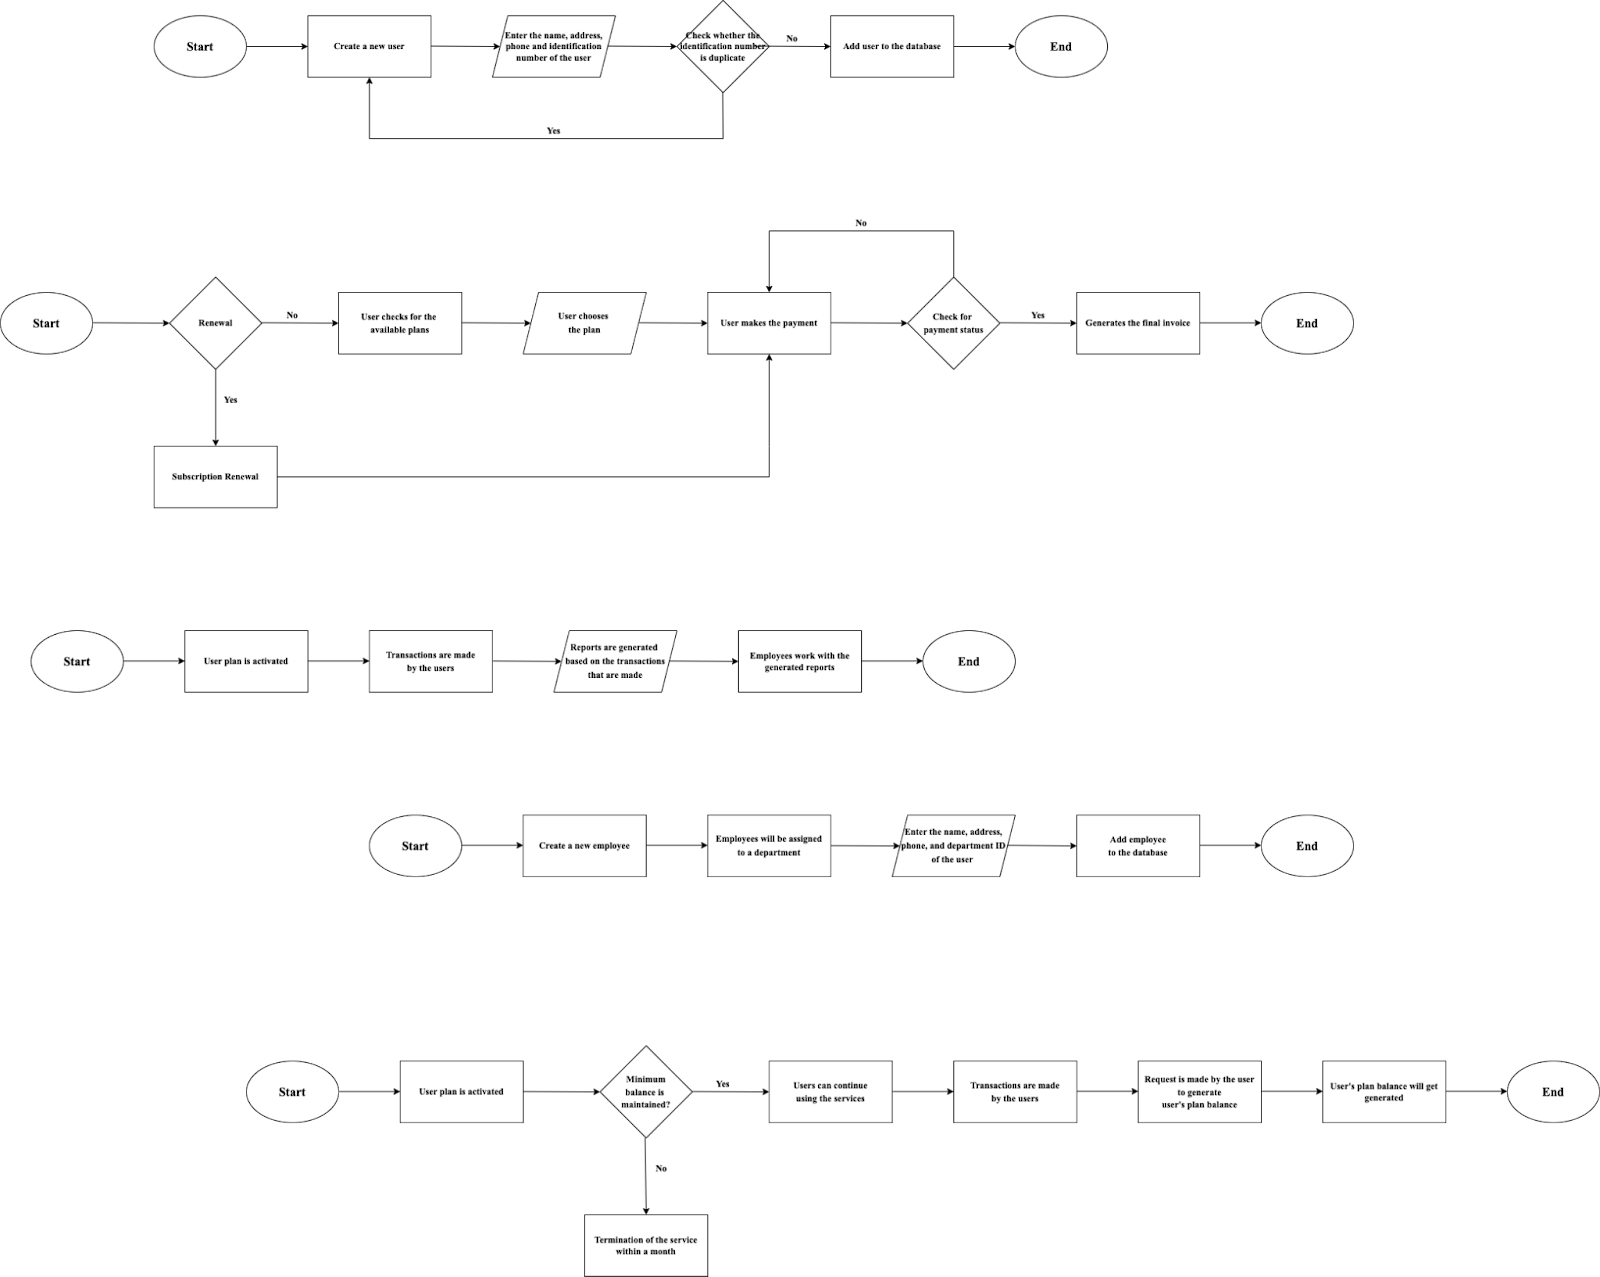 Start
Create a new user
Enter the name, address,
phone and identification
number of the user
Check whether the
identification number
is duplicate
No
Add user to the database
End
Yes
No
Start
Renewal
No
User checks for the
available plans
User chooses
the plan
User makes the payment
Check for
payment status
Yes
Generates the final invoice
End
Yes
Subscription Renewal
Start
User plan is activated
Transactions are made
by the users
Reports are generated
based on the transactions
that are made
Employees work with the
generated reports
End
Start
Create a new employee
Employees will be assigned
to a department
Enter the name, address,
phone, and department ID
of the user
Add employee
to the database
End
Start
User plan is activated
Minimum
balance is
maintained?
Yes
Users can continue
using the services
Transactions are made
by the users
Request is made by the user
to generate
user's plan balance
User's plan balance will get
generated
End
No
Termination of the service
within a month